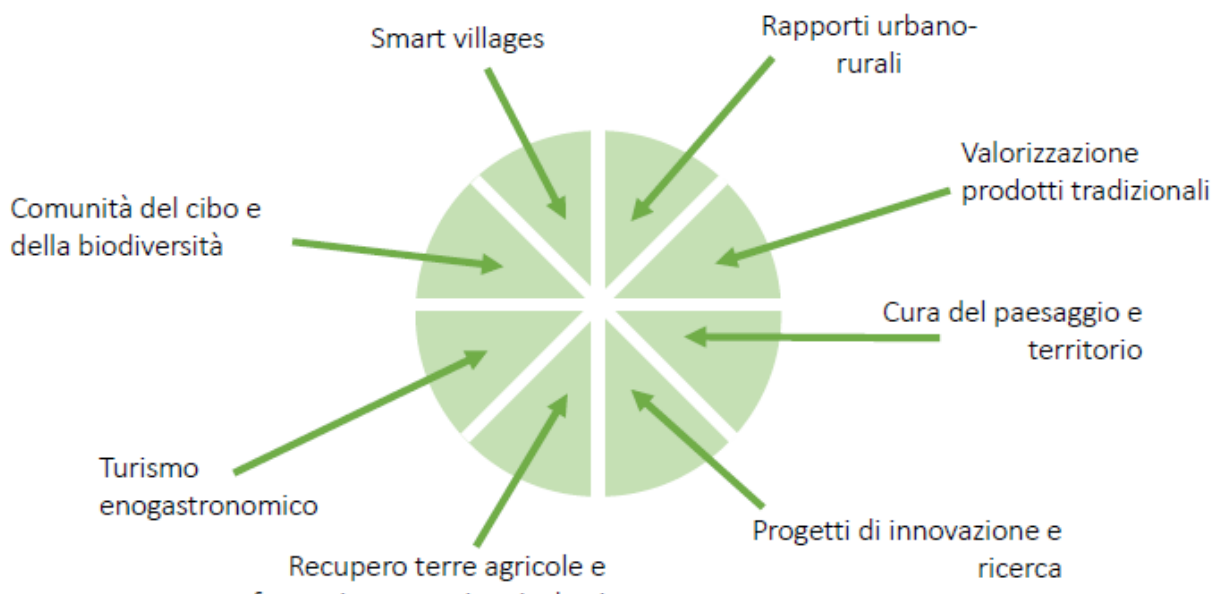 Smart villages
Rapporti urbano-
rurali
Valorizzazione
prodotti tradizionali
Comunità del cibo e
della biodiversità
Cura del paesaggio e
territorio
Turismo
enogastronomico
Progetti di innovazione e
ricerca
Recupero terre agricole e